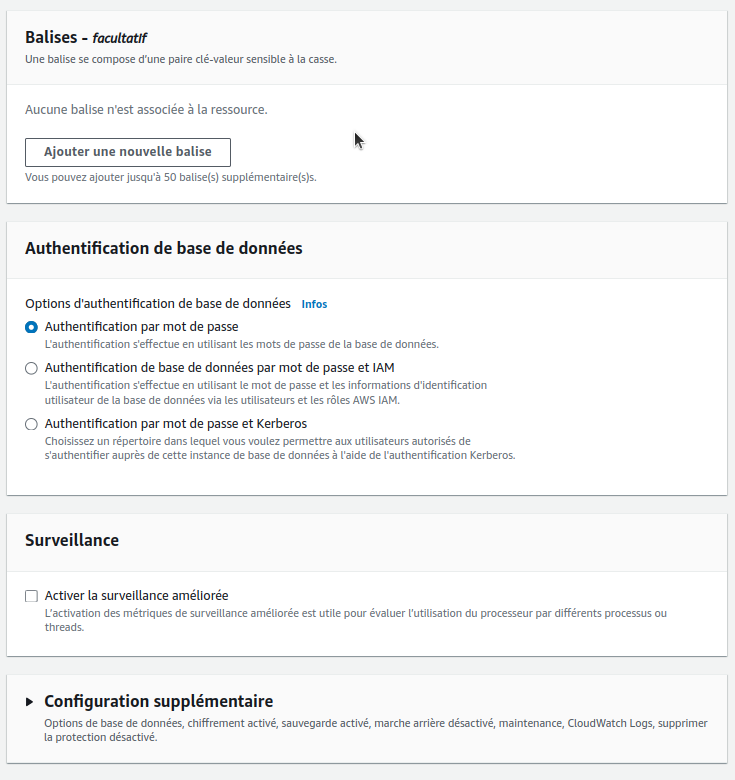 Balises - facultatif
Une balise se compose d'une paire clé-valeur sensible à la casse.
Aucune balise n'est associée à la ressource.
Ajouter une nouvelle balise
Vous pouvez ajouter jusqu'à 50 balise(s) supplémentaire(s)s.
Authentification de base de données
Options d'authentification de base de données Infos
Authentification par mot de passe
L'authentification s'effectue en utilisant les mots de passe de la base de données.
Authentification de base de données par mot de passe et IAM
L'authentification s'effectue en utilisant le mot de passe et les informations d'identification
utilisateur de la base de données via les utilisateurs et les rôles AWS IAM.
Authentification par mot de passe et Kerberos
Choisissez un répertoire dans lequel vous voulez permettre aux utilisateurs autorisés de
s'authentifier auprès de cette instance de base de données à l'aide de l'authentification Kerberos.
Surveillance
Activer la surveillance améliorée
L'activation des métriques de surveillance améliorée est utile pour évaluer l'utilisation du processeur par différents processus ou
threads.
Configuration supplémentaire
Options de base de données, chiffrement activé, sauvegarde activé, marche arrière désactivé, maintenance, CloudWatch Logs, supprimer
la protection désactivé.